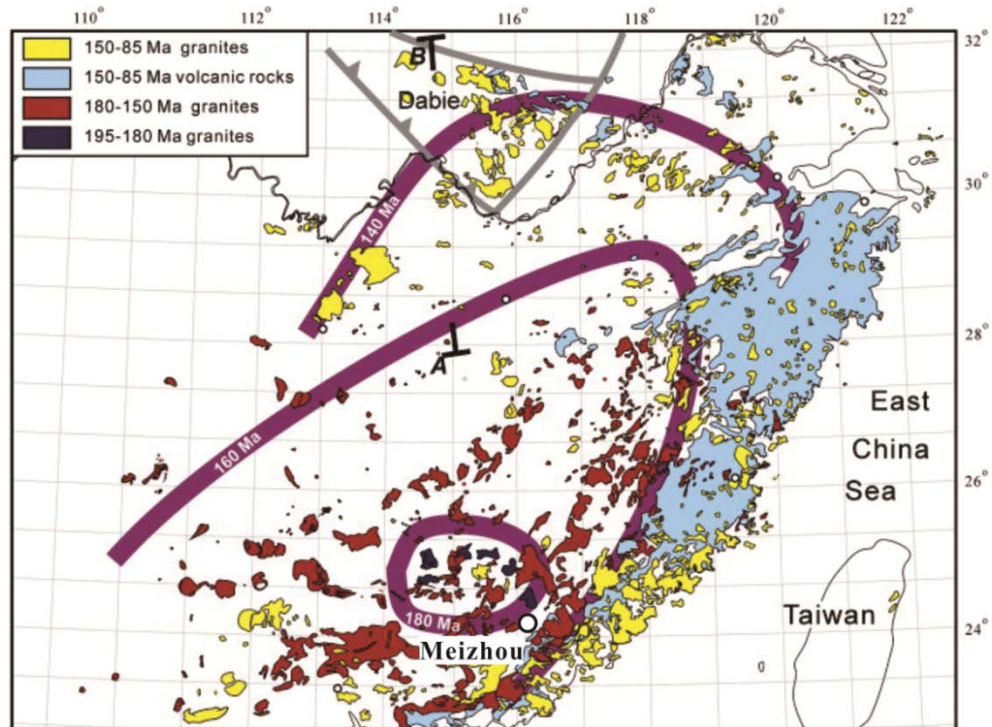 110° 112° 114° 116° 118° 120° 122°
150-85 Ma granites
150-85 Ma volcanic rocks
180-150 Ma granites
195-180 Ma granites
B
Dabie
32°
30°
140 Ma
28°
A
160 Ma
East
China
Sea
26°
180 Ma
Meizhou
Taiwan
24°